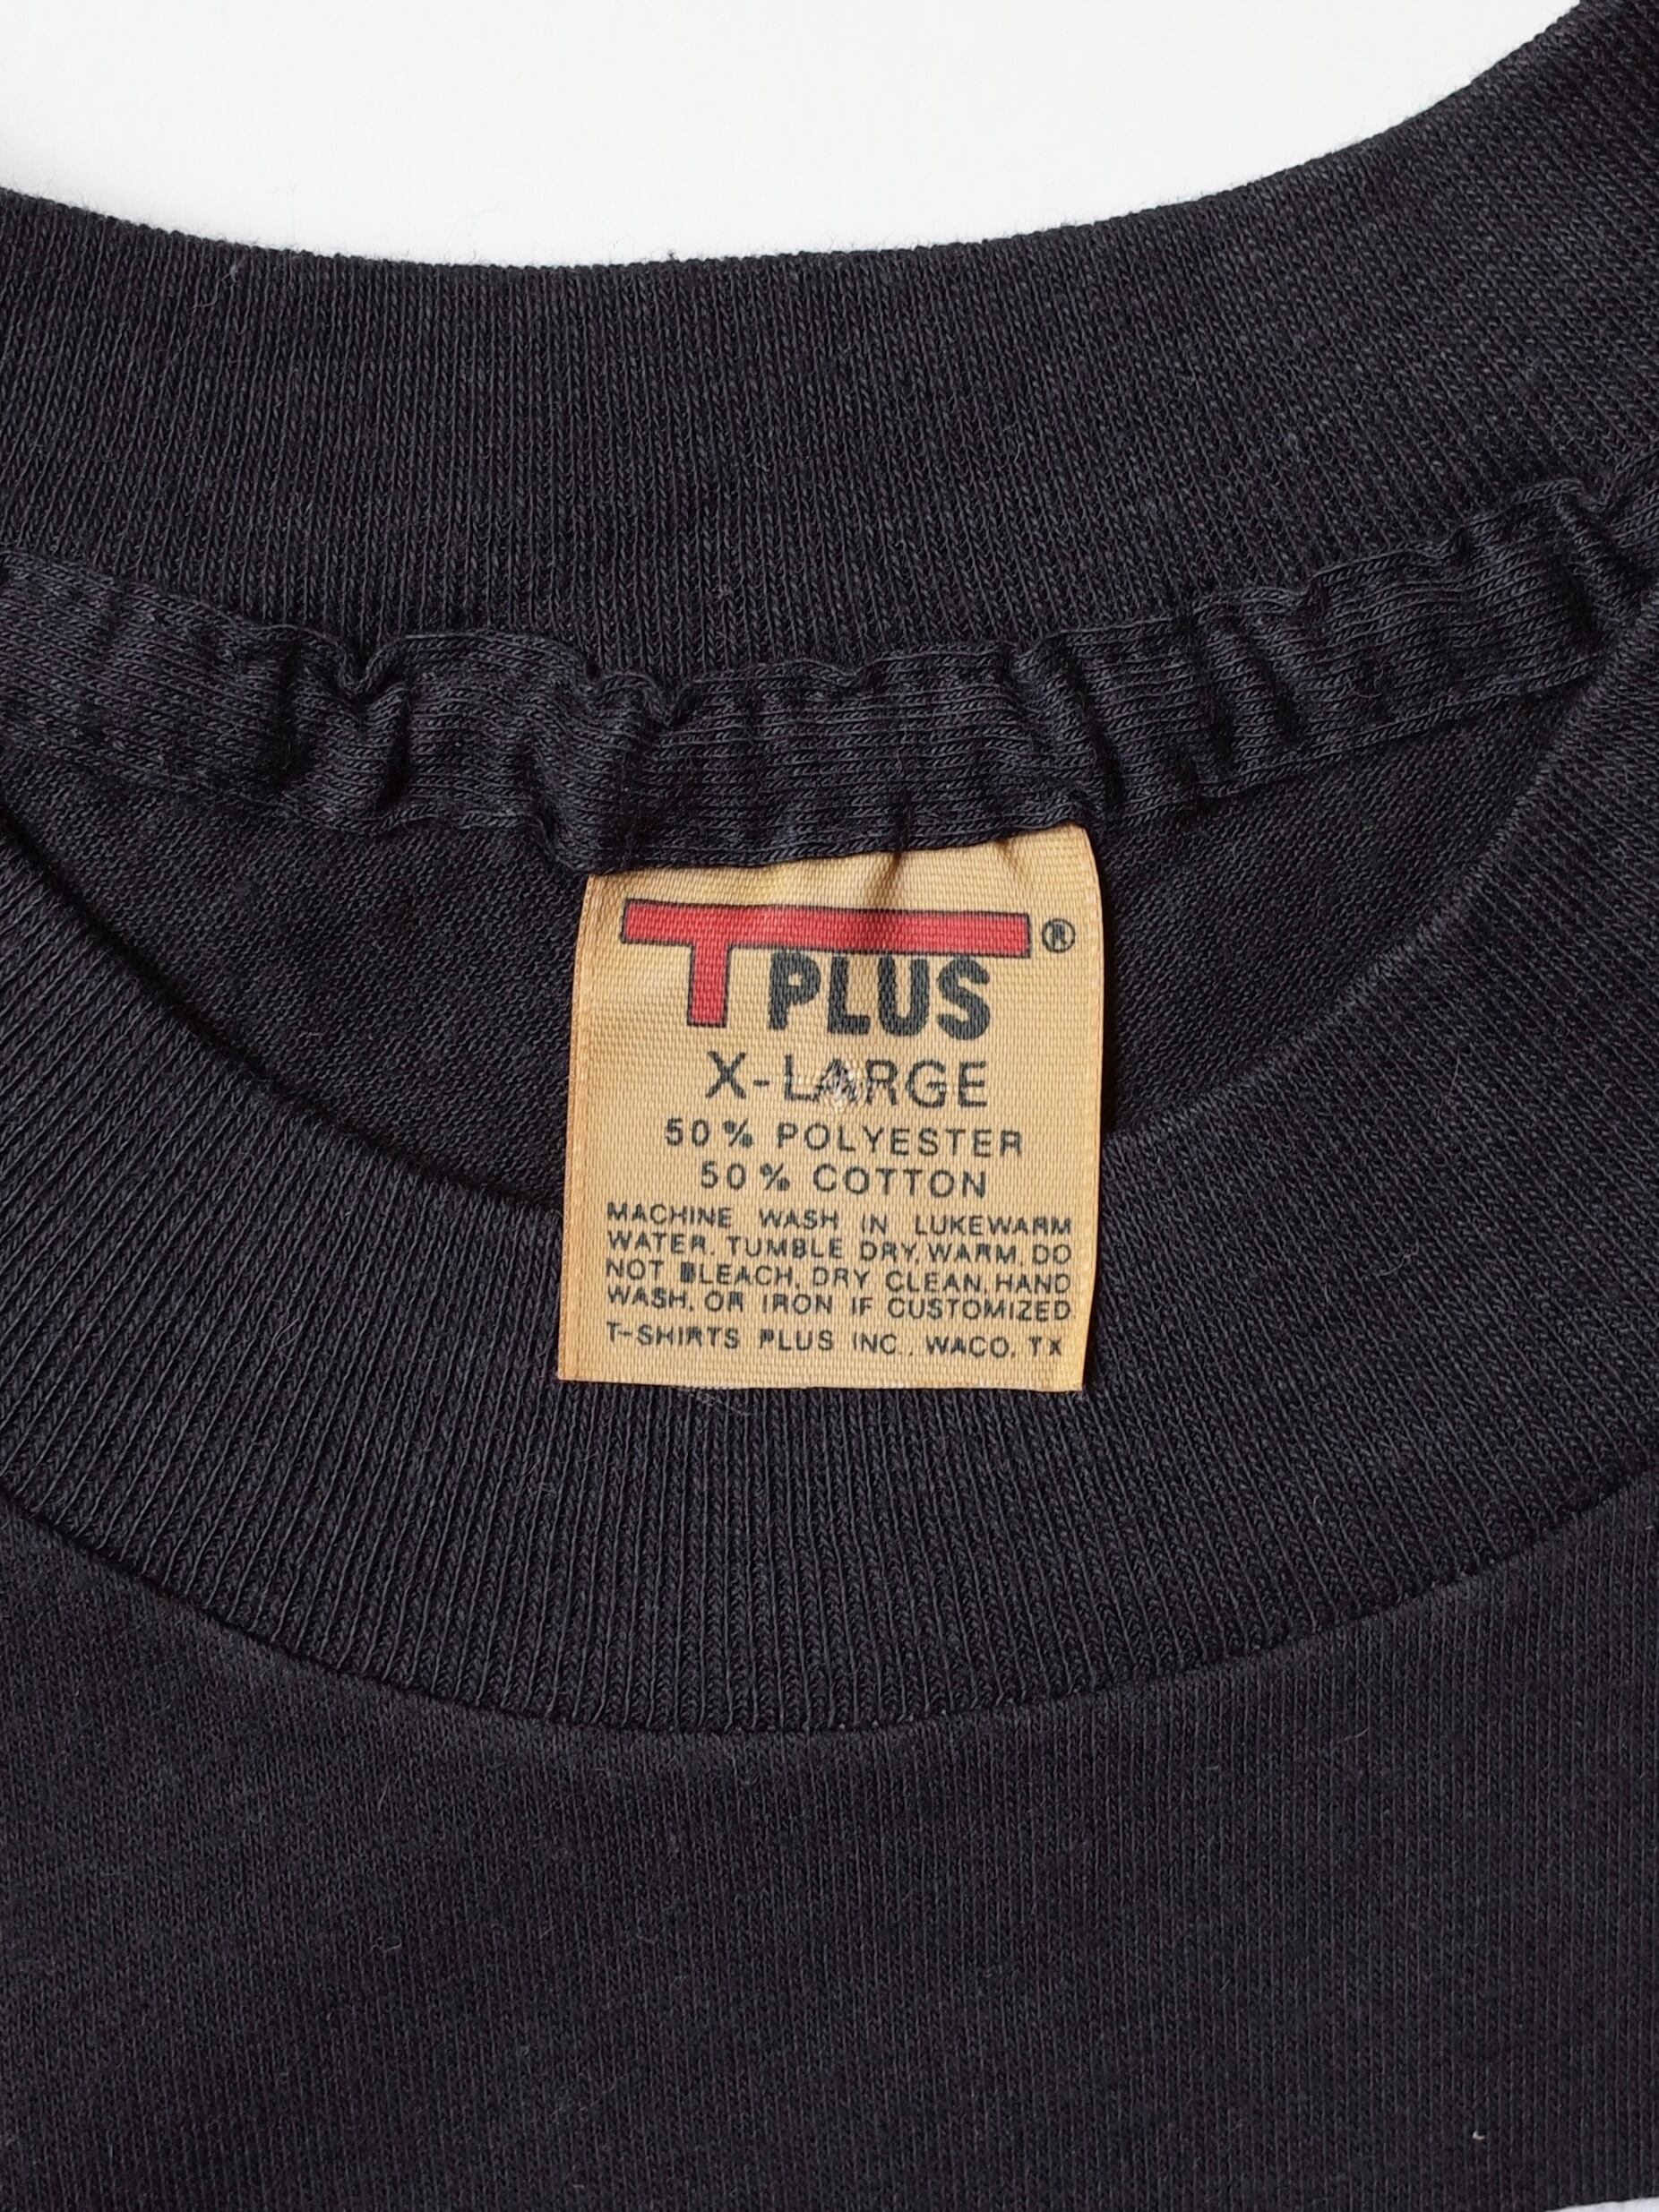 T PLUS®
X-LARGE
50% POLYESTER
50% COTTON
MACHINE WASH IN LUKEWARM
WATER. TUMBLE DRY, WARM. DO
NOT BLEACH, DRY CLEAN, HAND
WASH, OR IRON IF CUSTOMIZED.
T-SHIRTS PLUS INC., WACO, TX